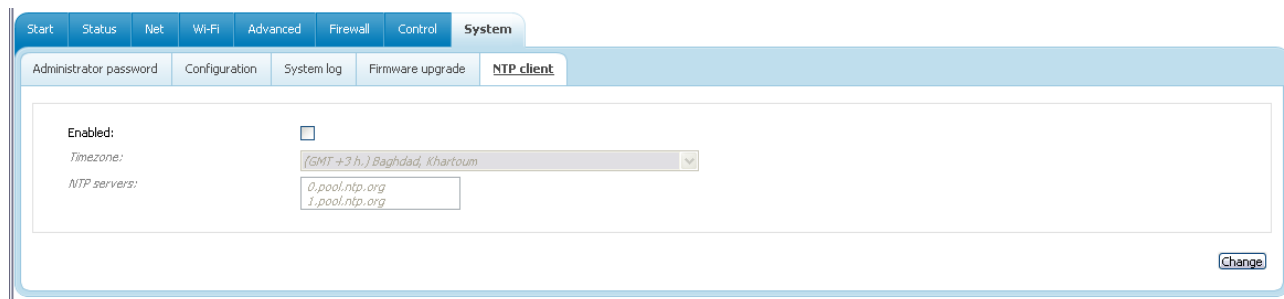 Start Status Net Wi-Fi Advanced Firewall Control System
Administrator password Configuration System log Firmware upgrade NTP client
Enabled:
Timezone: (GMT +3 h.) Baghdad, Khartoum
NTP servers: 0.pool.ntp.org
1.pool.ntp.org
Change